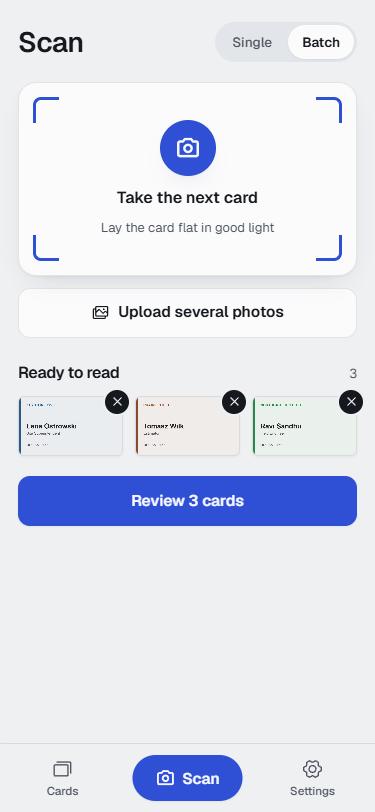 Scan
Single
Batch
Take the next card
Lay the card flat in good light
Upload several photos
Ready to read
3
Lena Ostrowski
Tomasz Wilk
Ravi Sandhu
Review 3 cards
Cards
Scan
Settings